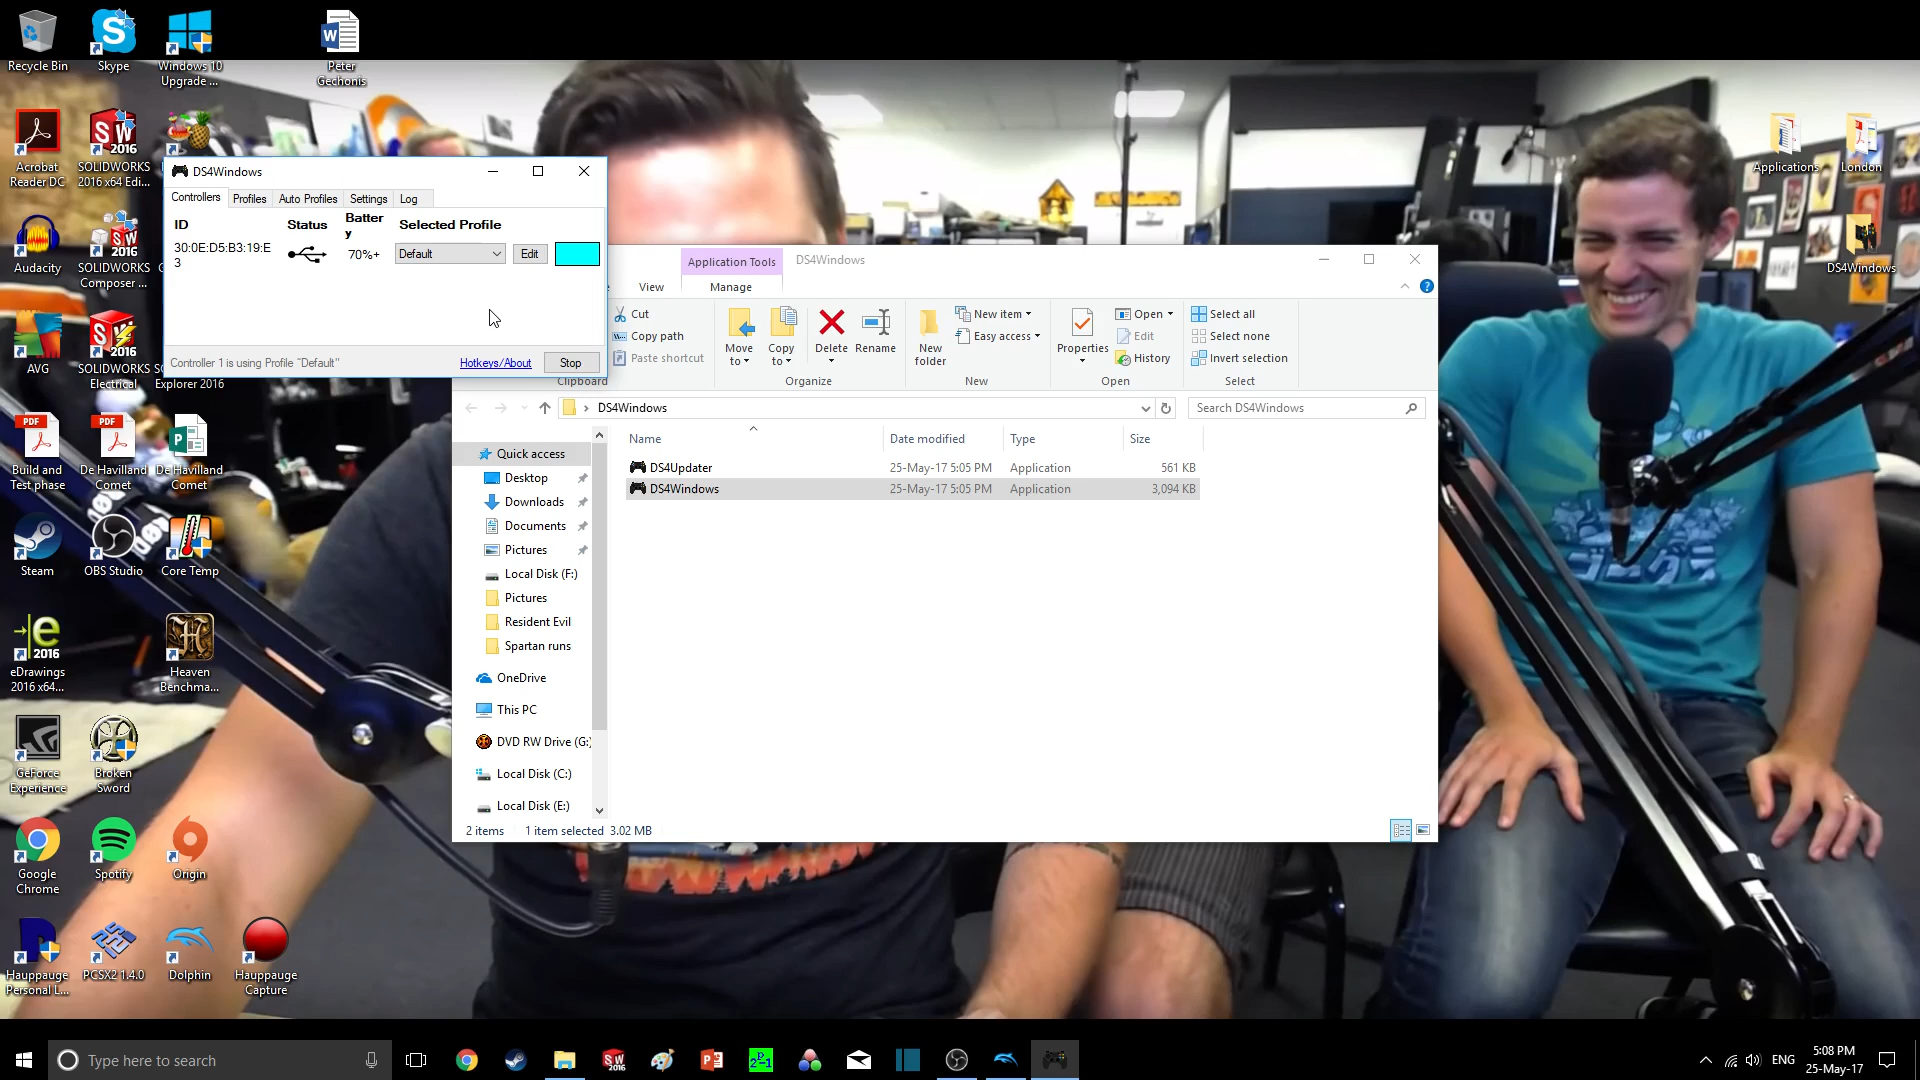 Recycle Bin
Skype
Windows 10
Upgrade ...
Peter
Gechonis
Acrobat
Reader DC
SOLIDWORKS
2016 x64 Edi...
Audacity
SOLIDWORKS
Composer ...
AVG
SOLIDWORKS
Electrical
Explorer 2016
Build and
Test phase
De Havilland
Comet
De Havilland
Comet
Steam
OBS Studio
Core Temp
eDrawings
2016 x64...
Heaven
Benchma...
GeForce
Experience
Broken
Sword
Google
Chrome
Spotify
Origin
Hauppauge
Personal L...
PCSX2 1.4.0
Dolphin
Hauppauge
Capture
Applications
London
DS4Windows
DS4Windows
Controllers
Profiles
Auto Profiles
Settings
Log
ID
Status
Batter
y
Selected Profile
30:0E:D5:B3:19:E
3
70%+
Default
Edit
Controller 1 is using Profile "Default"
Hotkeys/About
Stop
Application Tools
DS4Windows
View
Manage
Cut
Copy path
Paste shortcut
Clipboard
Move
to
Copy
to
Delete
Rename
Organize
New
folder
New item
Easy access
New
Properties
Open
Edit
History
Open
Select all
Select none
Invert selection
Select
DS4Windows
Search DS4Windows
Name
Date modified
Type
Size
DS4Updater
25-May-17 5:05 PM
Application
561 KB
DS4Windows
25-May-17 5:05 PM
Application
3,094 KB
Quick access
Desktop
Downloads
Documents
Pictures
Local Disk (F:)
Pictures
Resident Evil
Spartan runs
OneDrive
This PC
DVD RW Drive (G:)
Local Disk (C:)
Local Disk (E:)
2 items
1 item selected 3.02 MB
Type here to search
ENG
5:08 PM
25-May-17